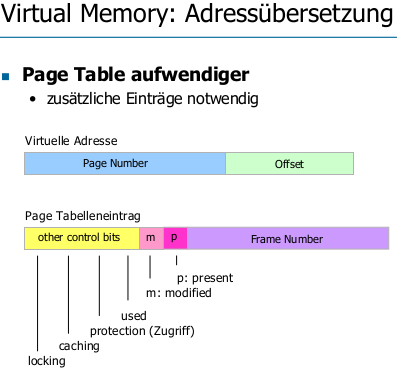 Virtual Memory: Adressübersetzung
Page Table aufwendiger
zusätzliche Einträge notwendig
Virtuelle Adresse
Page Number Offset
Page Tabelleneintrag
other control bits m p Frame Number
p: present
m: modified
used
protection (Zugriff)
caching
locking